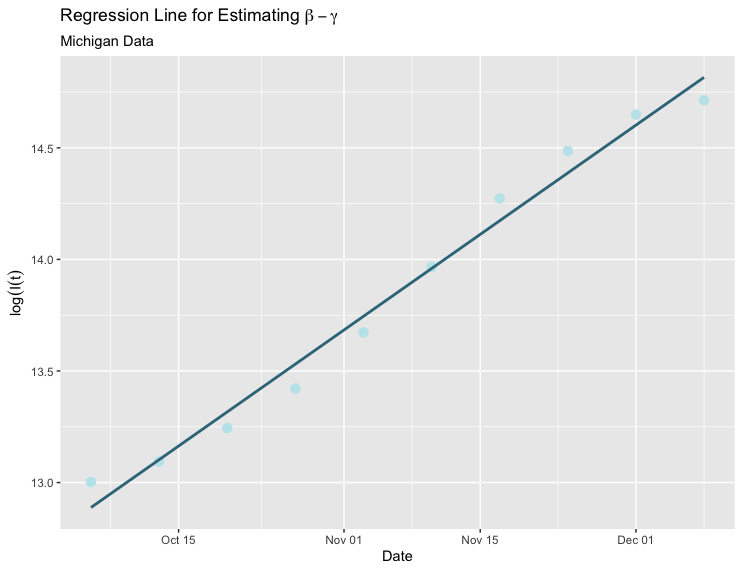 Regression Line for Estimating β – γ
Michigan Data
14.5
14.0
13.5
13.0
log(I(t)
Oct 15 Nov 01 Nov 15 Dec 01
Date